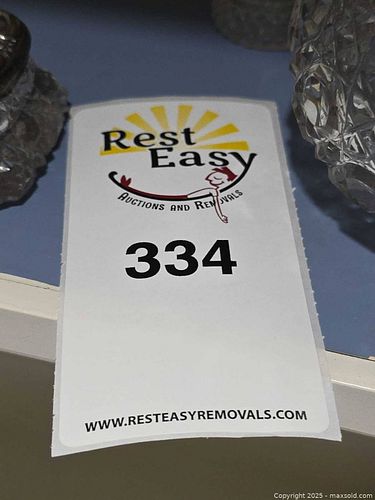 Rest
Easy
AUCTIONS AND REMOVALS
334
WWW.RESTEASYREMOVALS.COM
Copyright 2025 - maxsold.com